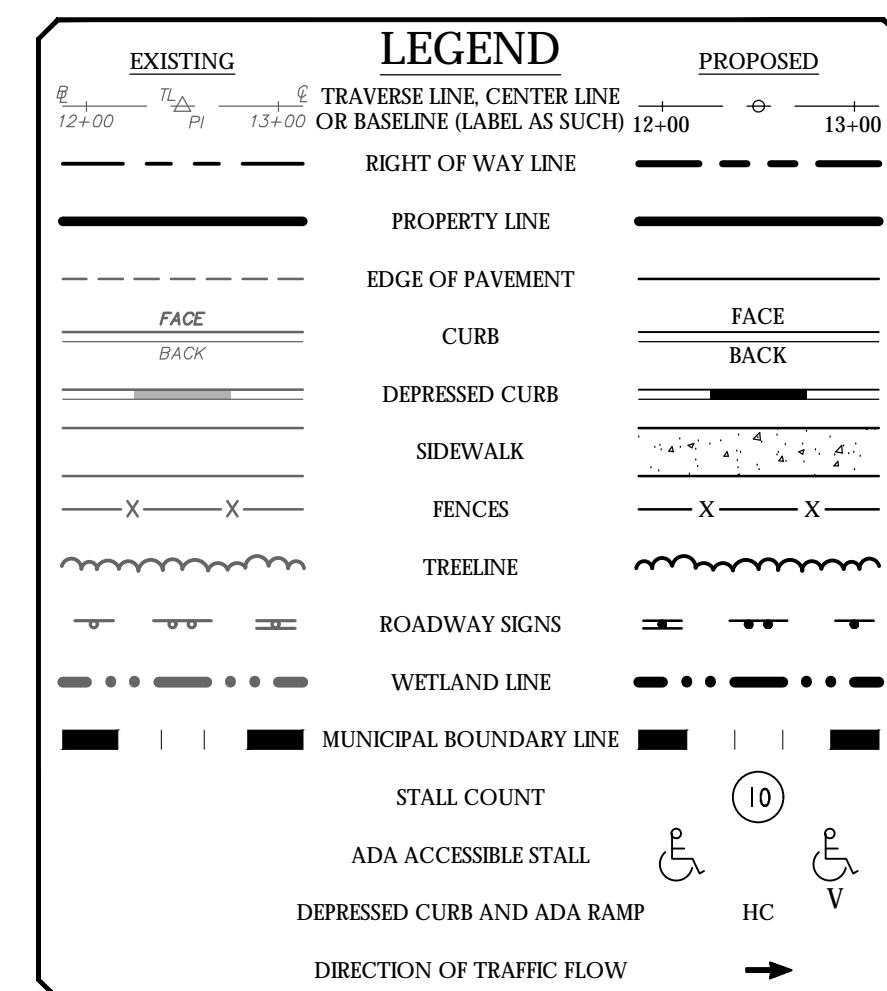 LEGEND
EXISTING PROPOSED
BL TL CL TRAVERSE LINE, CENTER LINE
12+00 PI 13+00 OR BASELINE (LABEL AS SUCH) 12+00 13+00
RIGHT OF WAY LINE
PROPERTY LINE
EDGE OF PAVEMENT
FACE CURB FACE
BACK BACK
DEPRESSED CURB
SIDEWALK
X X FENCES X X
TREELINE
ROADWAY SIGNS
WETLAND LINE
MUNICIPAL BOUNDARY LINE
STALL COUNT 10
ADA ACCESSIBLE STALL
V
DEPRESSED CURB AND ADA RAMP HC
DIRECTION OF TRAFFIC FLOW